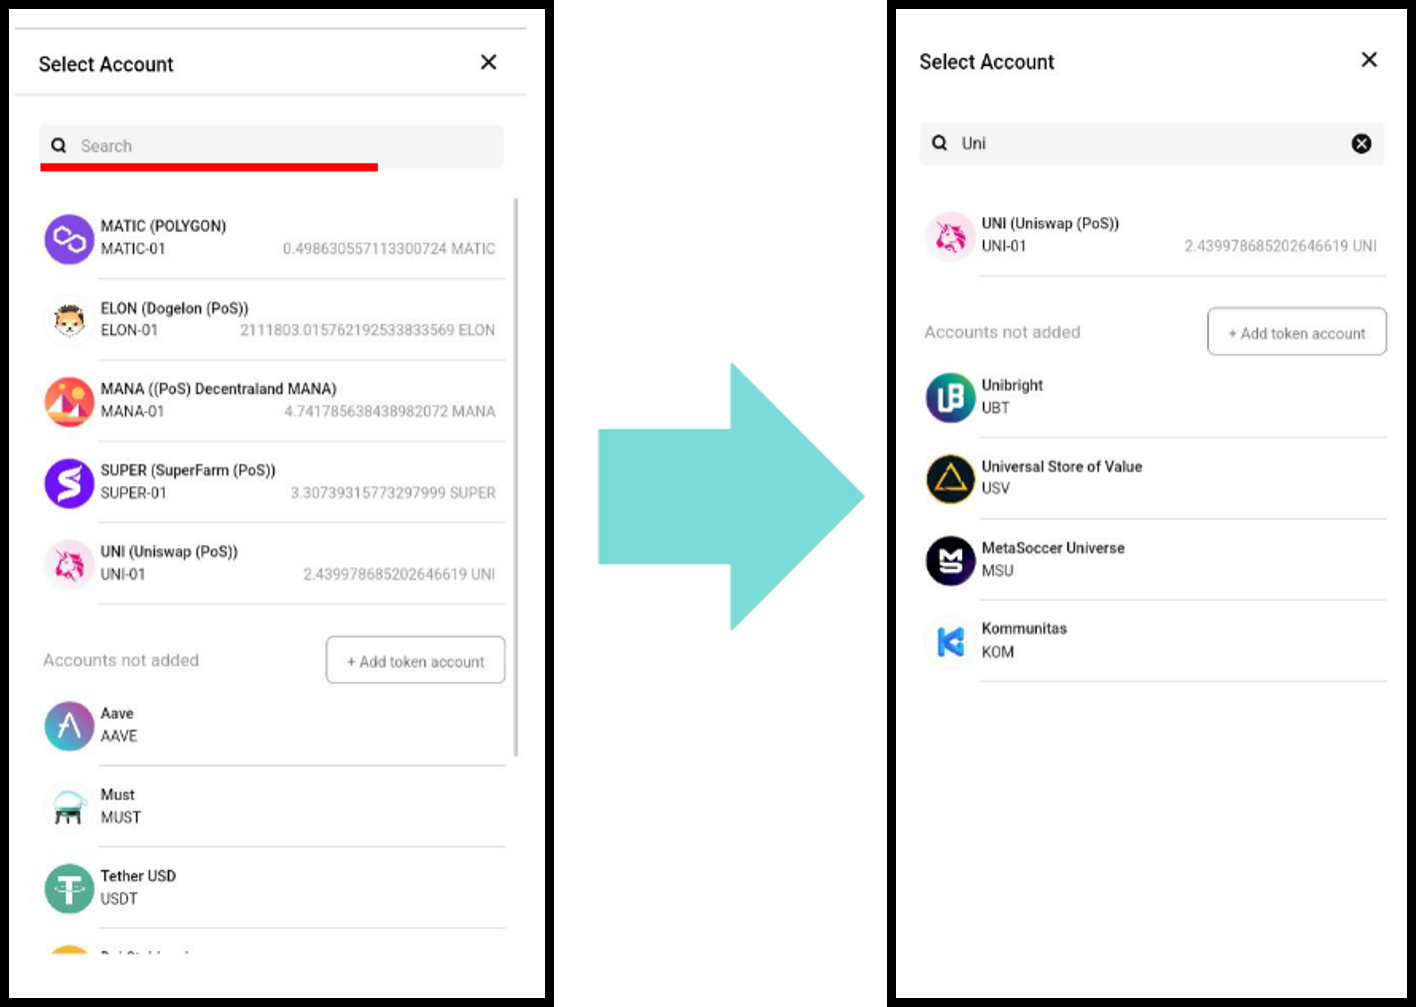 Select Account
Search
MATIC (POLYGON)
MATIC-01 0.498630557113300724 MATIC
ELON (Dogelon (PoS))
ELON-01 2111803.015762192533833569 ELON
MANA ((PoS) Decentraland MANA)
MANA-01 4.741785638438982072 MANA
SUPER (SuperFarm (PoS))
SUPER-01 3.30739315773297999 SUPER
UNI (Uniswap (PoS))
UNI-01 2.439978685202646619 UNI
Accounts not added + Add token account
Aave
AAVE
Must
MUST
Tether USD
USDT
Select Account
Uni
UNI (Uniswap (PoS))
UNI-01 2.439978685202646619 UNI
Accounts not added + Add token account
Unibright
UBT
Universal Store of Value
USV
MetaSoccer Universe
MSU
Kommunitas
KOM